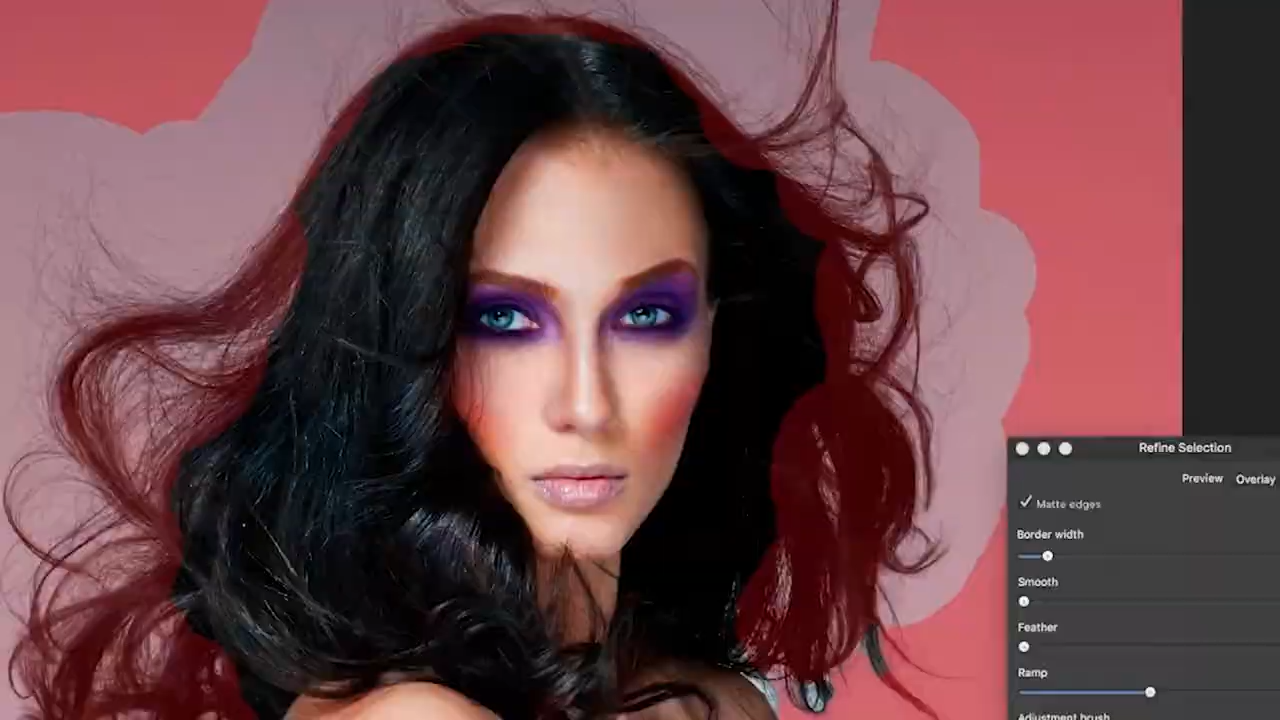 Refine Selection
Preview Overlay
Matte edges
Border width
Smooth
Feather
Ramp
Adjustment brush